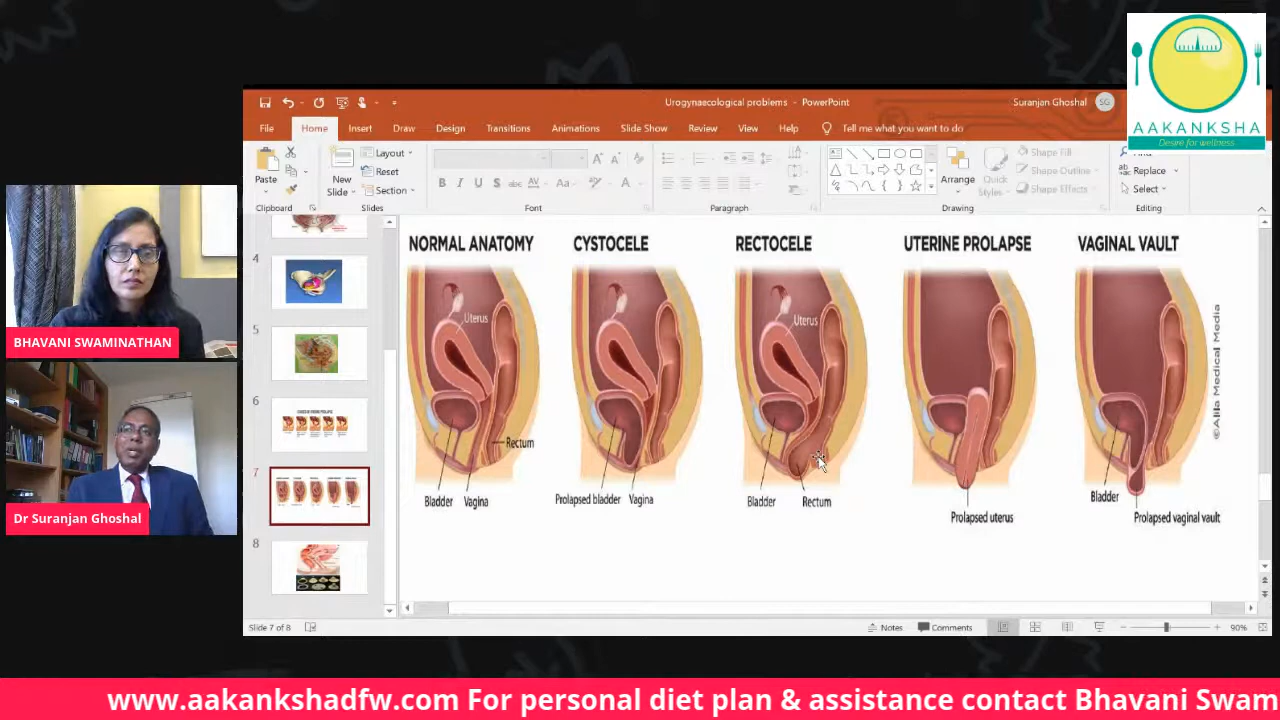 AAKANKSHA
Desire for wellness
Urogynaecological problems - PowerPoint
Suranjan Ghoshal
SG
File Home Insert Draw Design Transitions Animations Slide Show Review View Help Tell me what you want to do
Paste
New
Slide
Layout
Reset
Section
Arrange
Quick
Styles
Shape Fill
Shape Outline
Shape Effects
Replace
Select
Clipboard
Slides
Font
Paragraph
Drawing
Editing
4
5
6
7
8
NORMAL ANATOMY
CYSTOCELE
RECTOCELE
UTERINE PROLAPSE
VAGINAL VAULT
Uterus
Rectum
Bladder
Vagina
Prolapsed bladder
Vagina
Uterus
Bladder
Rectum
Prolapsed uterus
Bladder
Prolapsed vaginal vault
©Alila Medical Media
BHAVANI SWAMINATHAN
Dr Suranjan Ghoshal
Slide 7 of 8
Notes
Comments
90%
www.aakankshadfw.com For personal diet plan & assistance contact Bhavani Swam